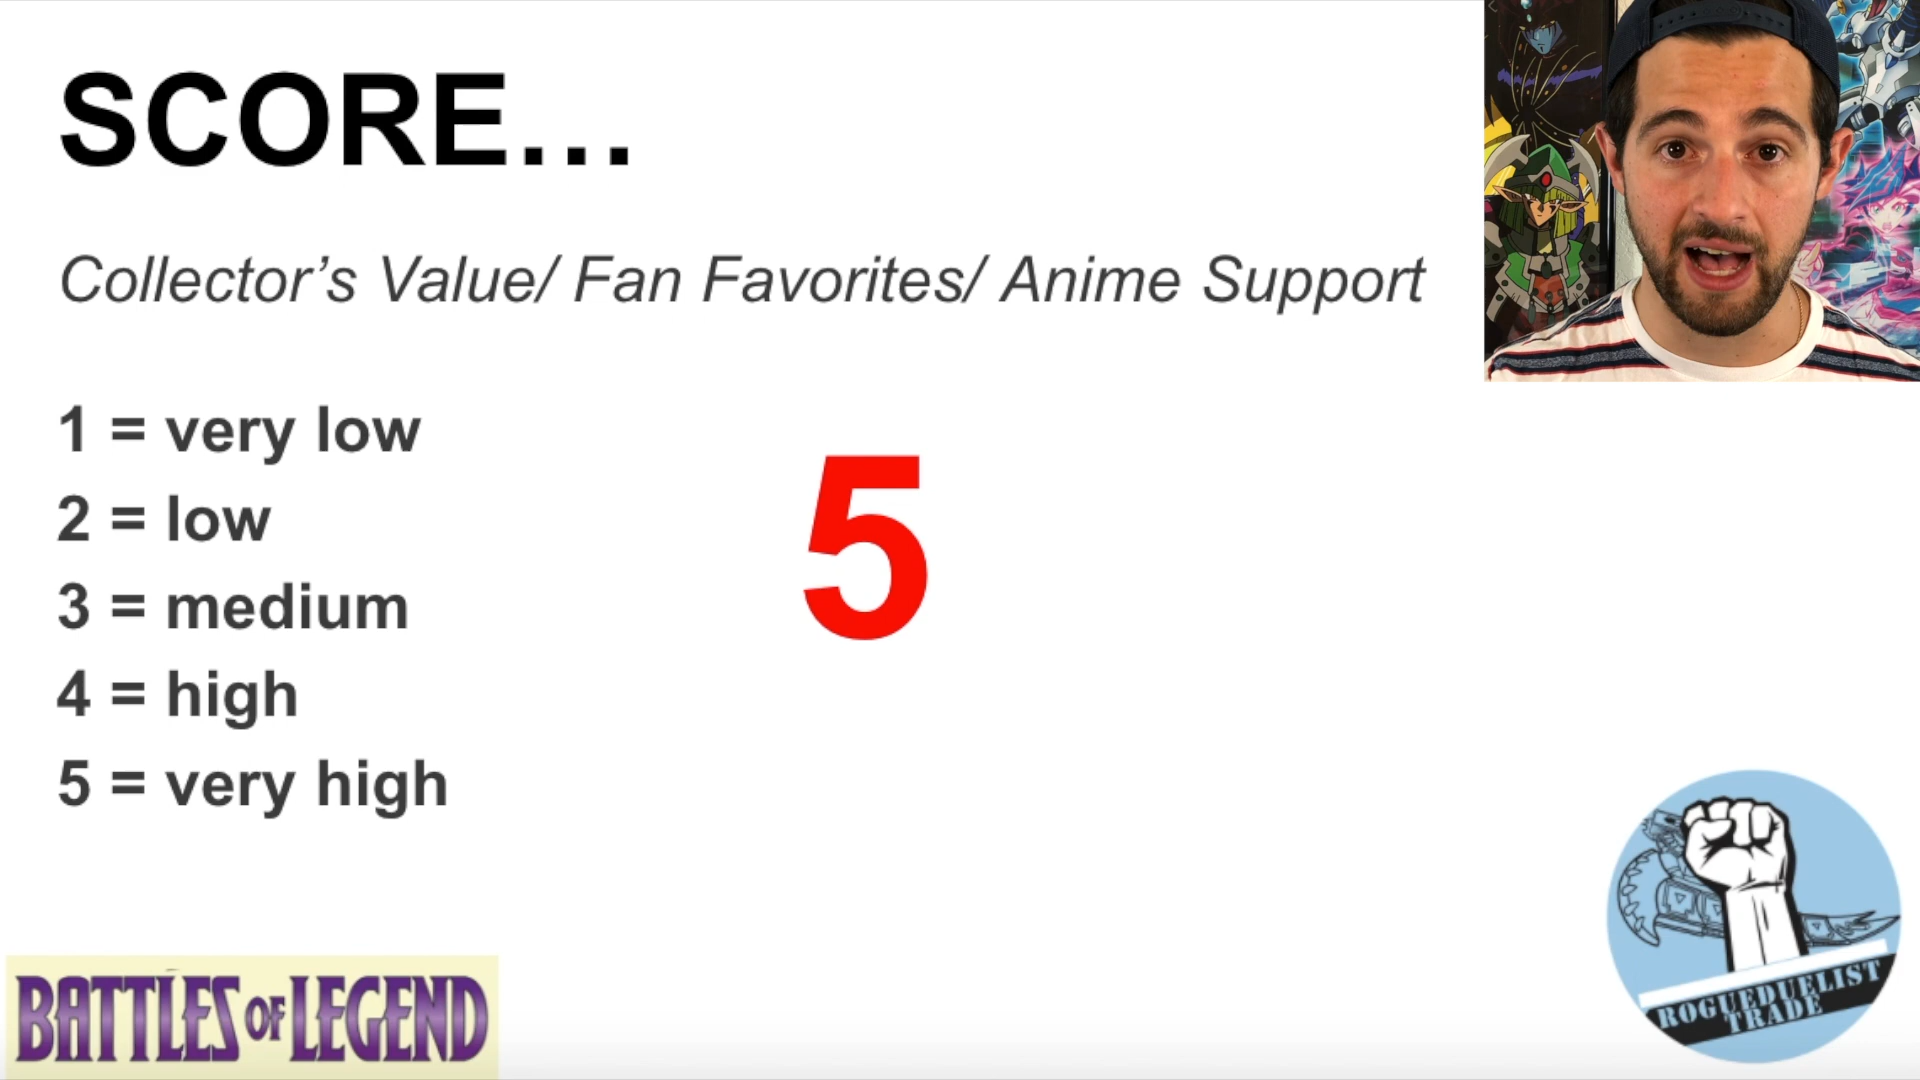 SCORE...
Collector's Value/ Fan Favorites/ Anime Support
1 = very low
2 = low
3 = medium
4 = high
5 = very high
5
BATTLES OF LEGEND
ROGUEDUELIST
TRADE